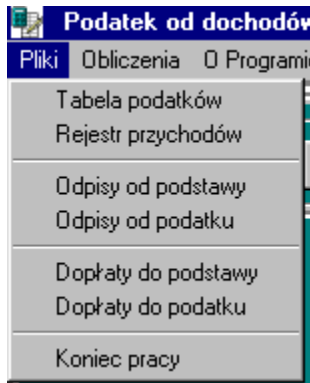 Podatek od dochodów
Pliki Obliczenia O Programi
Tabela podatków
Rejestr przychodów
Odpisy od podstawy
Odpisy od podatku
Dopłaty do podstawy
Dopłaty do podatku
Koniec pracy